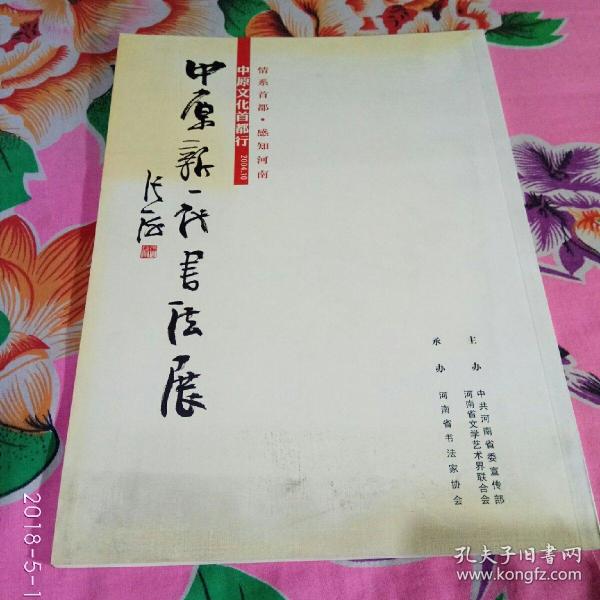 情系首都·感知河南
中原文化首都行
2004.10
中原新一代书法展
张海
主办
中共河南省委宣传部
河南省文学艺术界联合会
承办
河南省书法家协会
2018-5-1
孔夫子旧书网
www.kongfz.com